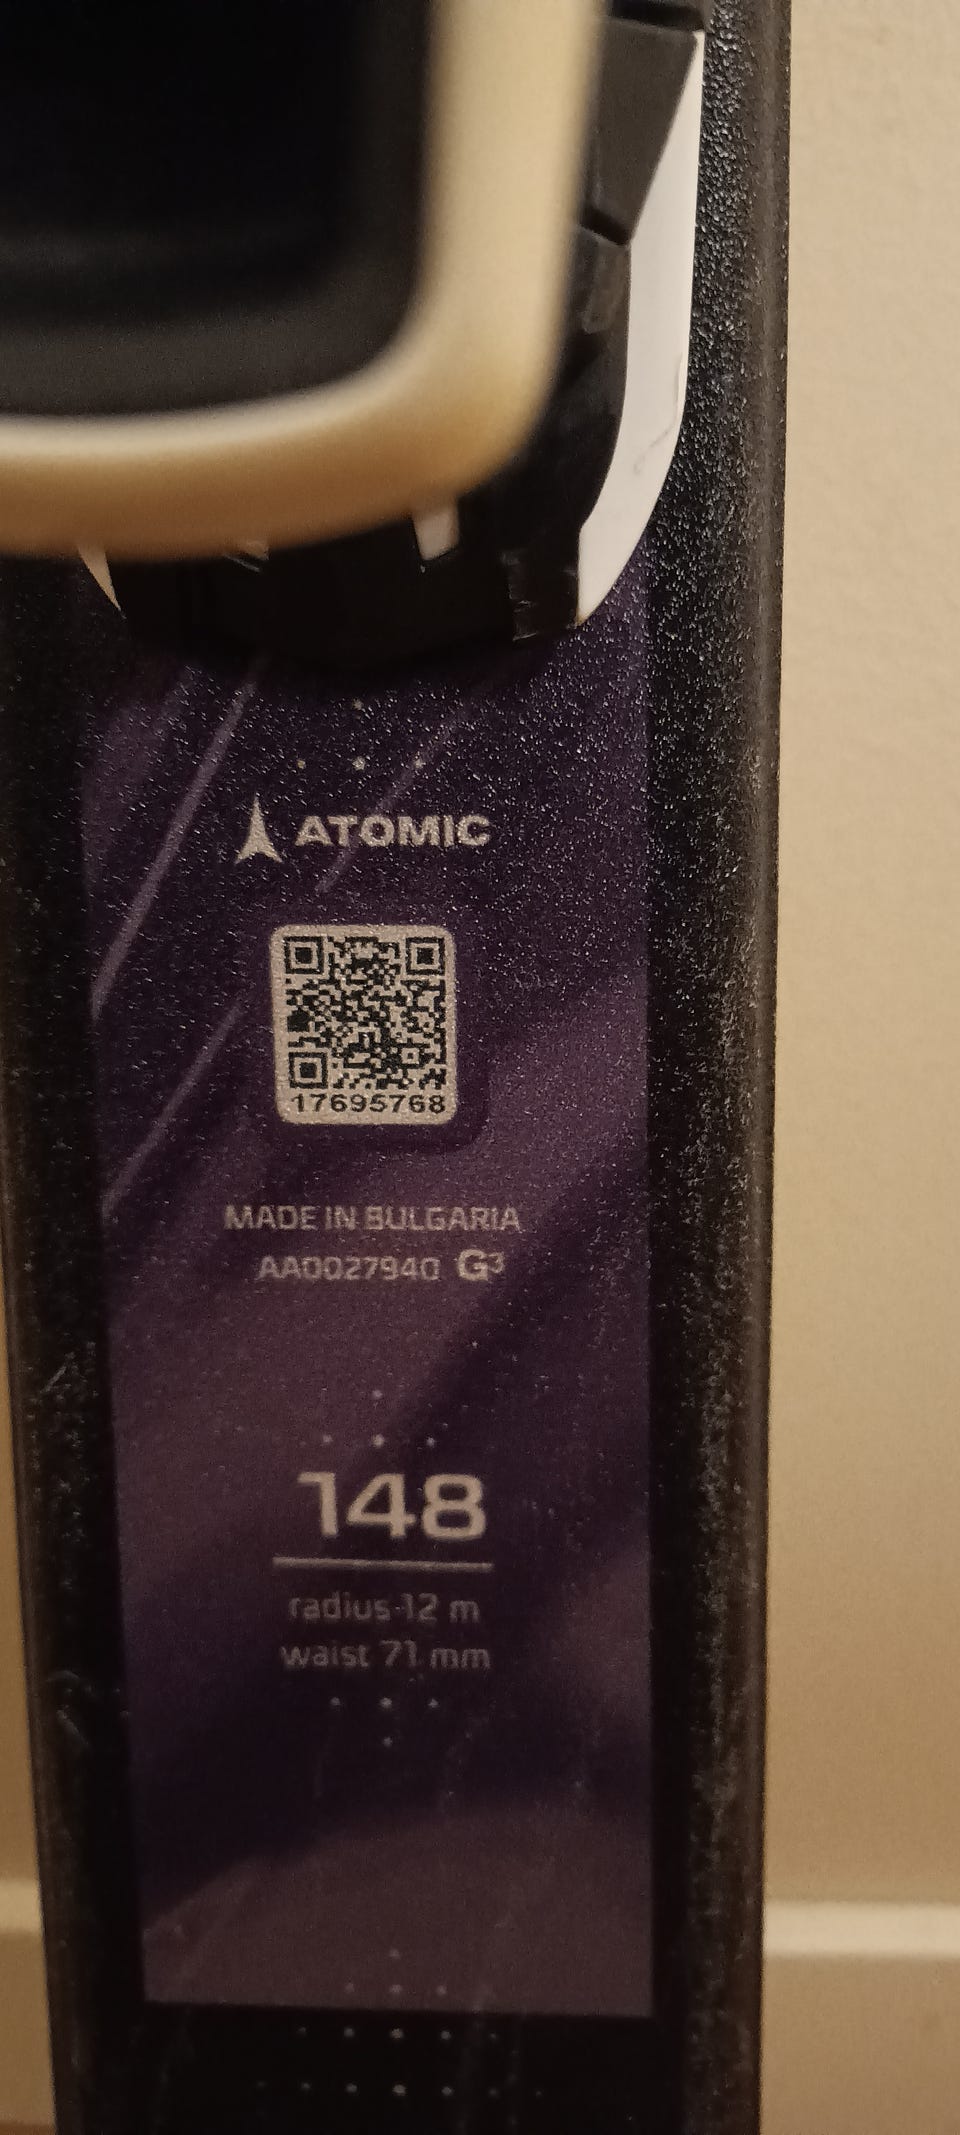 ATOMIC
17695768
MADE IN BULGARIA
AA0027940 G³
148
radius 12 m
waist 71 mm